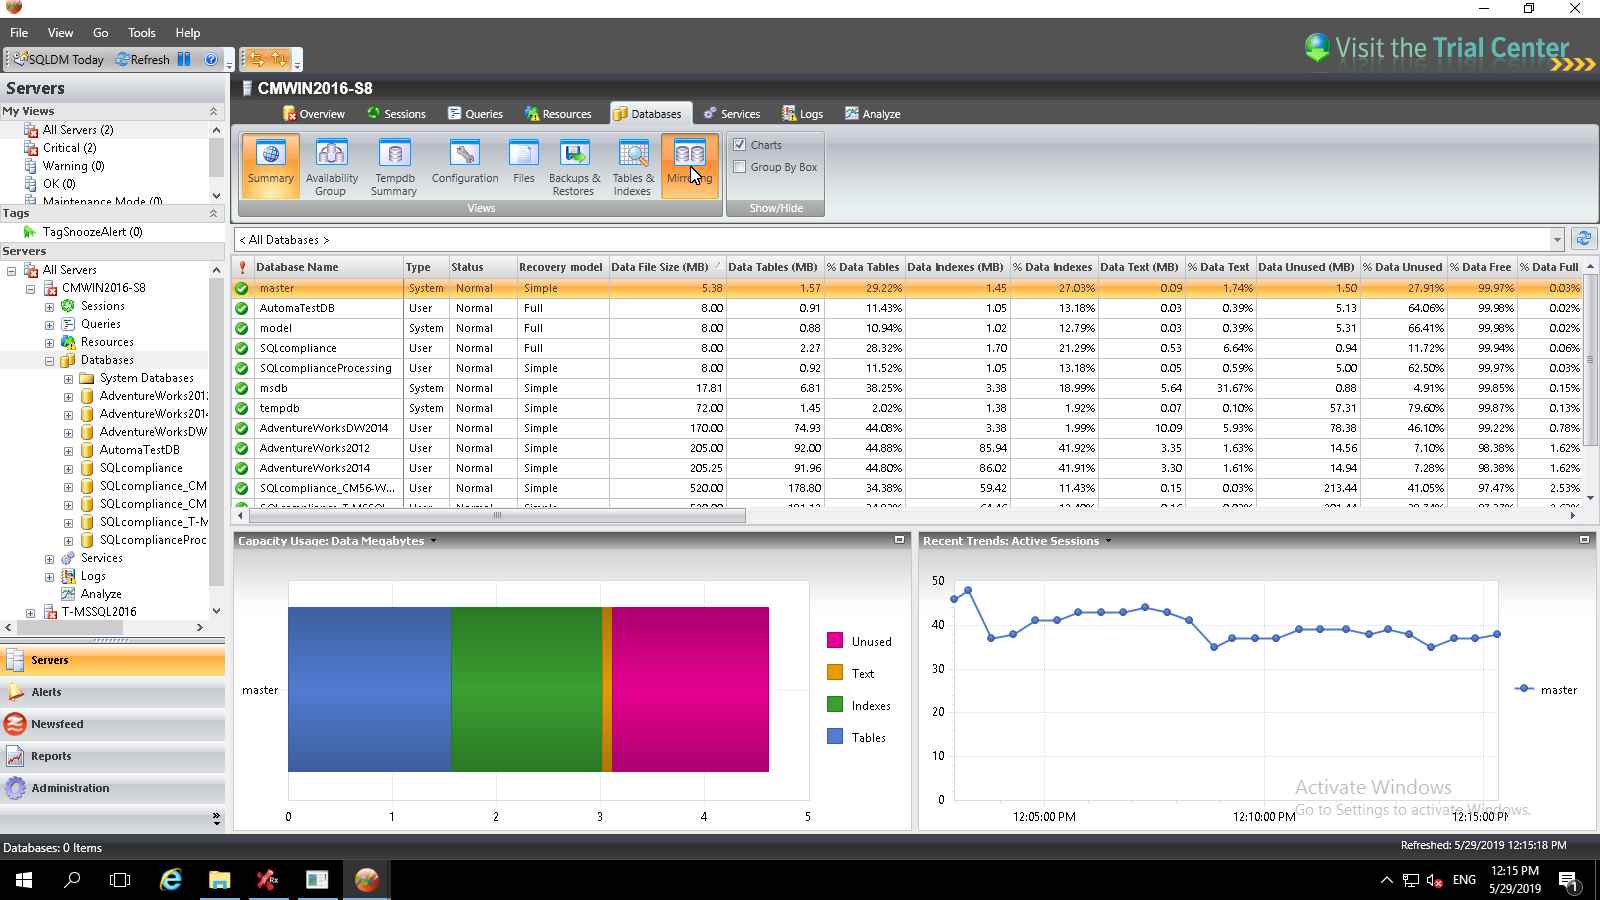 File View Go Tools Help
SQLDM Today Refresh
Visit the Trial Center
Servers
My Views
All Servers (2)
Critical (2)
Warning (0)
OK (0)
Maintenance Mode (0)
Tags
TagSnoozeAlert (0)
Servers
All Servers
CMWIN2016-S8
Sessions
Queries
Resources
Databases
System Databases
AdventureWorks201
AdventureWorks201
AdventureWorksDW
AutomaTestDB
SQLcompliance
SQLcompliance_CM
SQLcompliance_CM
SQLcompliance_T-M
SQLcomplianceProc
Services
Logs
Analyze
T-MSSQL2016
Servers
Alerts
Newsfeed
Reports
Administration
CMWIN2016-S8
Overview Sessions Queries Resources Databases Services Logs Analyze
Summary
Availability Group
Tempdb Summary
Configuration
Files
Backups & Restores
Tables & Indexes
Views
Charts
Group By Box
Show/Hide
< All Databases >
Database Name Type Status Recovery model Data File Size (MB) Data Tables (MB) % Data Tables Data Indexes (MB) % Data Indexes Data Text (MB) % Data Text Data Unused (MB) % Data Unused % Data Free % Data Full
master System Normal Simple 5.38 1.57 29.22% 1.45 27.03% 0.09 1.74% 1.50 27.91% 99.97% 0.03%
AutomaTestDB User Normal Full 8.00 0.91 11.43% 1.05 13.18% 0.03 0.39% 5.13 64.06% 99.98% 0.02%
model System Normal Full 8.00 0.88 10.94% 1.02 12.79% 0.03 0.39% 5.31 66.41% 99.98% 0.02%
SQLcompliance User Normal Full 8.00 2.27 28.32% 1.70 21.29% 0.53 6.64% 0.94 11.72% 99.94% 0.06%
SQLcomplianceProcessing User Normal Simple 8.00 0.92 11.52% 1.05 13.18% 0.05 0.59% 5.00 62.50% 99.97% 0.03%
msdb System Normal Simple 17.81 6.81 38.25% 3.38 18.99% 5.64 31.67% 0.88 4.91% 99.85% 0.15%
tempdb System Normal Simple 72.00 1.45 2.02% 1.38 1.92% 0.07 0.10% 57.31 79.60% 99.87% 0.13%
AdventureWorksDW2014 User Normal Simple 170.00 74.93 44.08% 3.38 1.99% 10.09 5.93% 78.38 46.10% 99.22% 0.78%
AdventureWorks2012 User Normal Simple 205.00 92.00 44.88% 85.94 41.92% 3.35 1.63% 14.56 7.10% 98.38% 1.62%
AdventureWorks2014 User Normal Simple 205.25 91.96 44.80% 86.02 41.91% 3.30 1.61% 14.94 7.28% 98.38% 1.62%
SQLcompliance_CM56-W... User Normal Simple 520.00 178.80 34.38% 59.42 11.43% 0.15 0.03% 213.44 41.05% 97.47% 2.53%
Capacity Usage: Data Megabytes
master
0 1 2 3 4 5
Unused
Text
Indexes
Tables
Recent Trends: Active Sessions
50
40
30
20
10
0
12:05:00 PM 12:10:00 PM 12:15:00
master
Activate Windows
Go to Settings to activate Windows.
Databases: 0 Items
Refreshed: 5/29/2019 12:15:18 PM
ENG
12:15 PM
5/29/2019
1